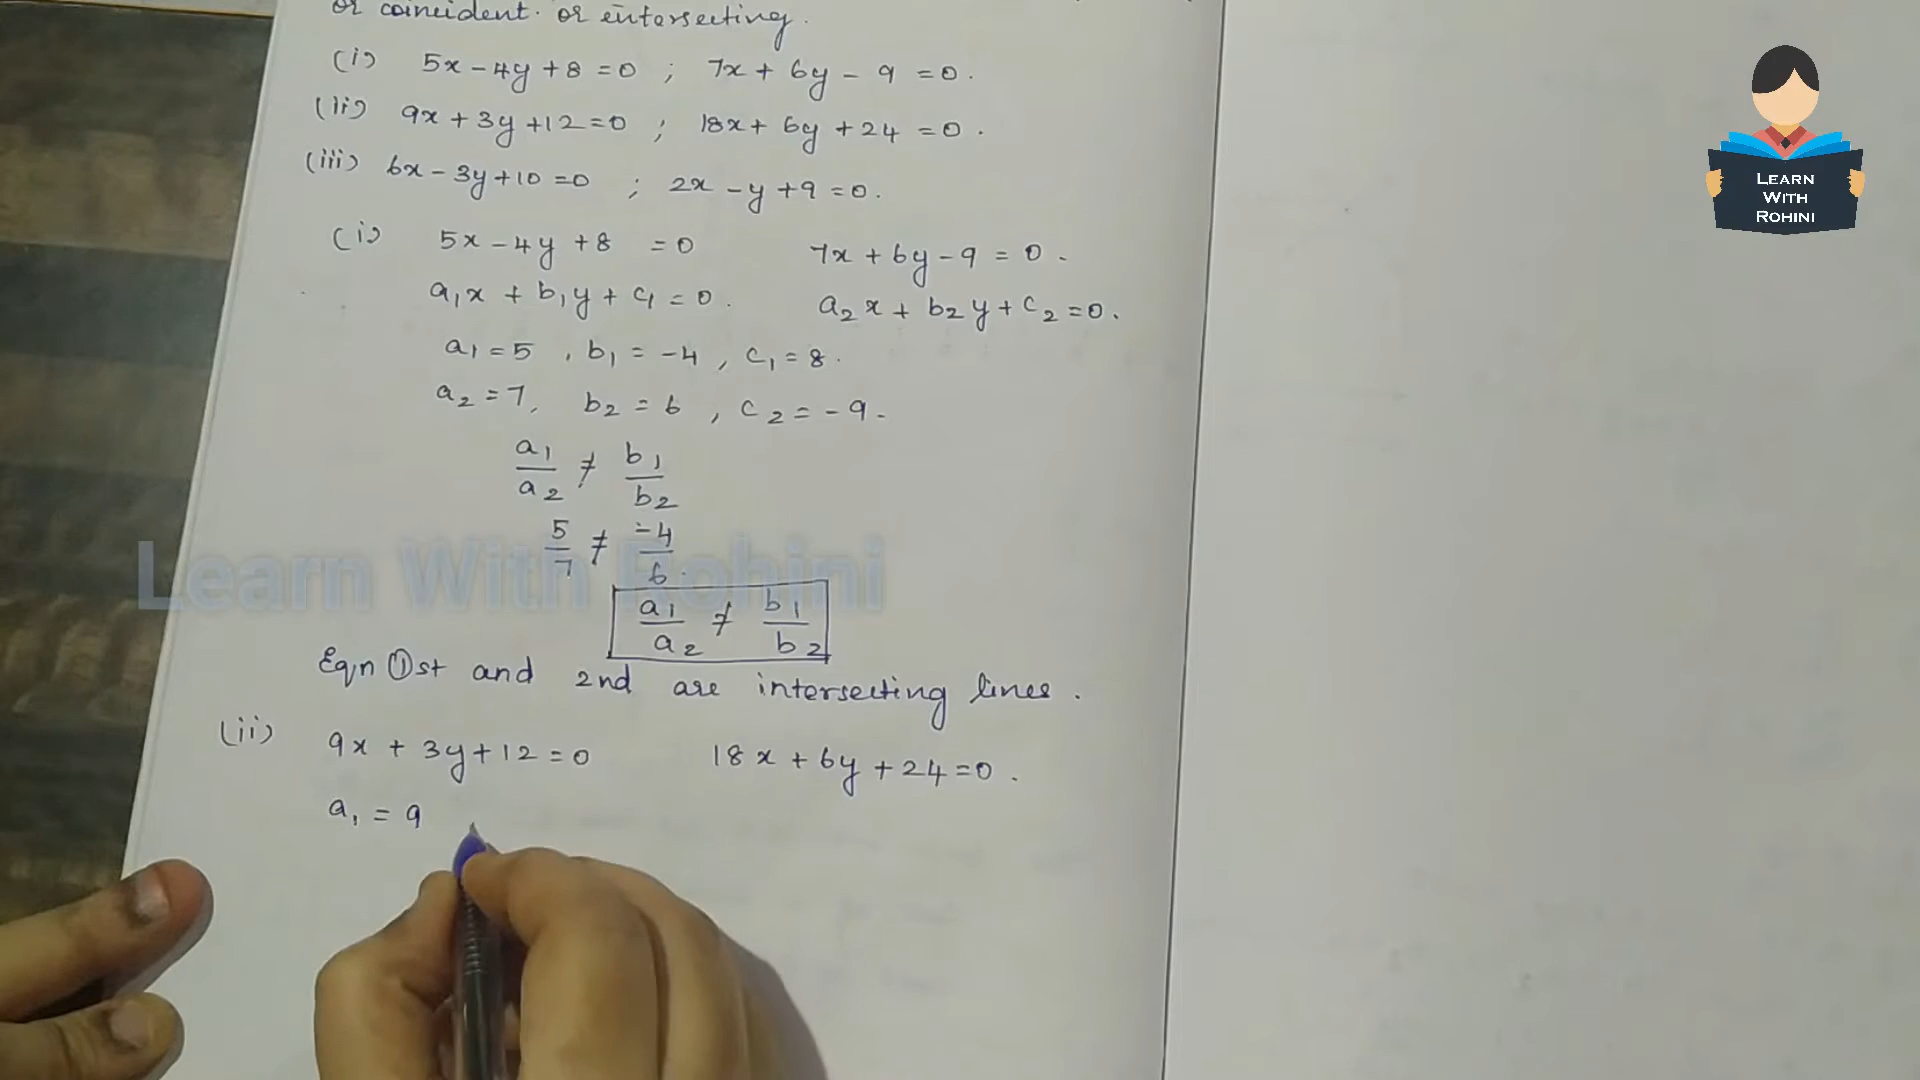 or coincident. or entersecting.
(i) 5x - 4y + 8 = 0 ; 7x + 6y - 9 = 0.
(ii) 9x + 3y + 12 = 0 ; 18x + 6y + 24 = 0.
(iii) 6x - 3y + 10 = 0 ; 2x - y + 9 = 0.
(i) 5x - 4y + 8 = 0 7x + 6y - 9 = 0.
a₁x + b₁y + c₁ = 0. a₂x + b₂y + c₂ = 0.
a₁ = 5, b₁ = -4, c₁ = 8.
a₂ = 7, b₂ = 6, c₂ = -9.
a₁/a₂ ≠ b₁/b₂
5/7 ≠ -4/6.
a₁/a₂ ≠ b₁/b₂
Eqn ①st and 2nd are intersecting lines.
(ii) 9x + 3y + 12 = 0 18x + 6y + 24 = 0.
a₁ = 9
Learn With Rohini
LEARN
WITH
ROHINI